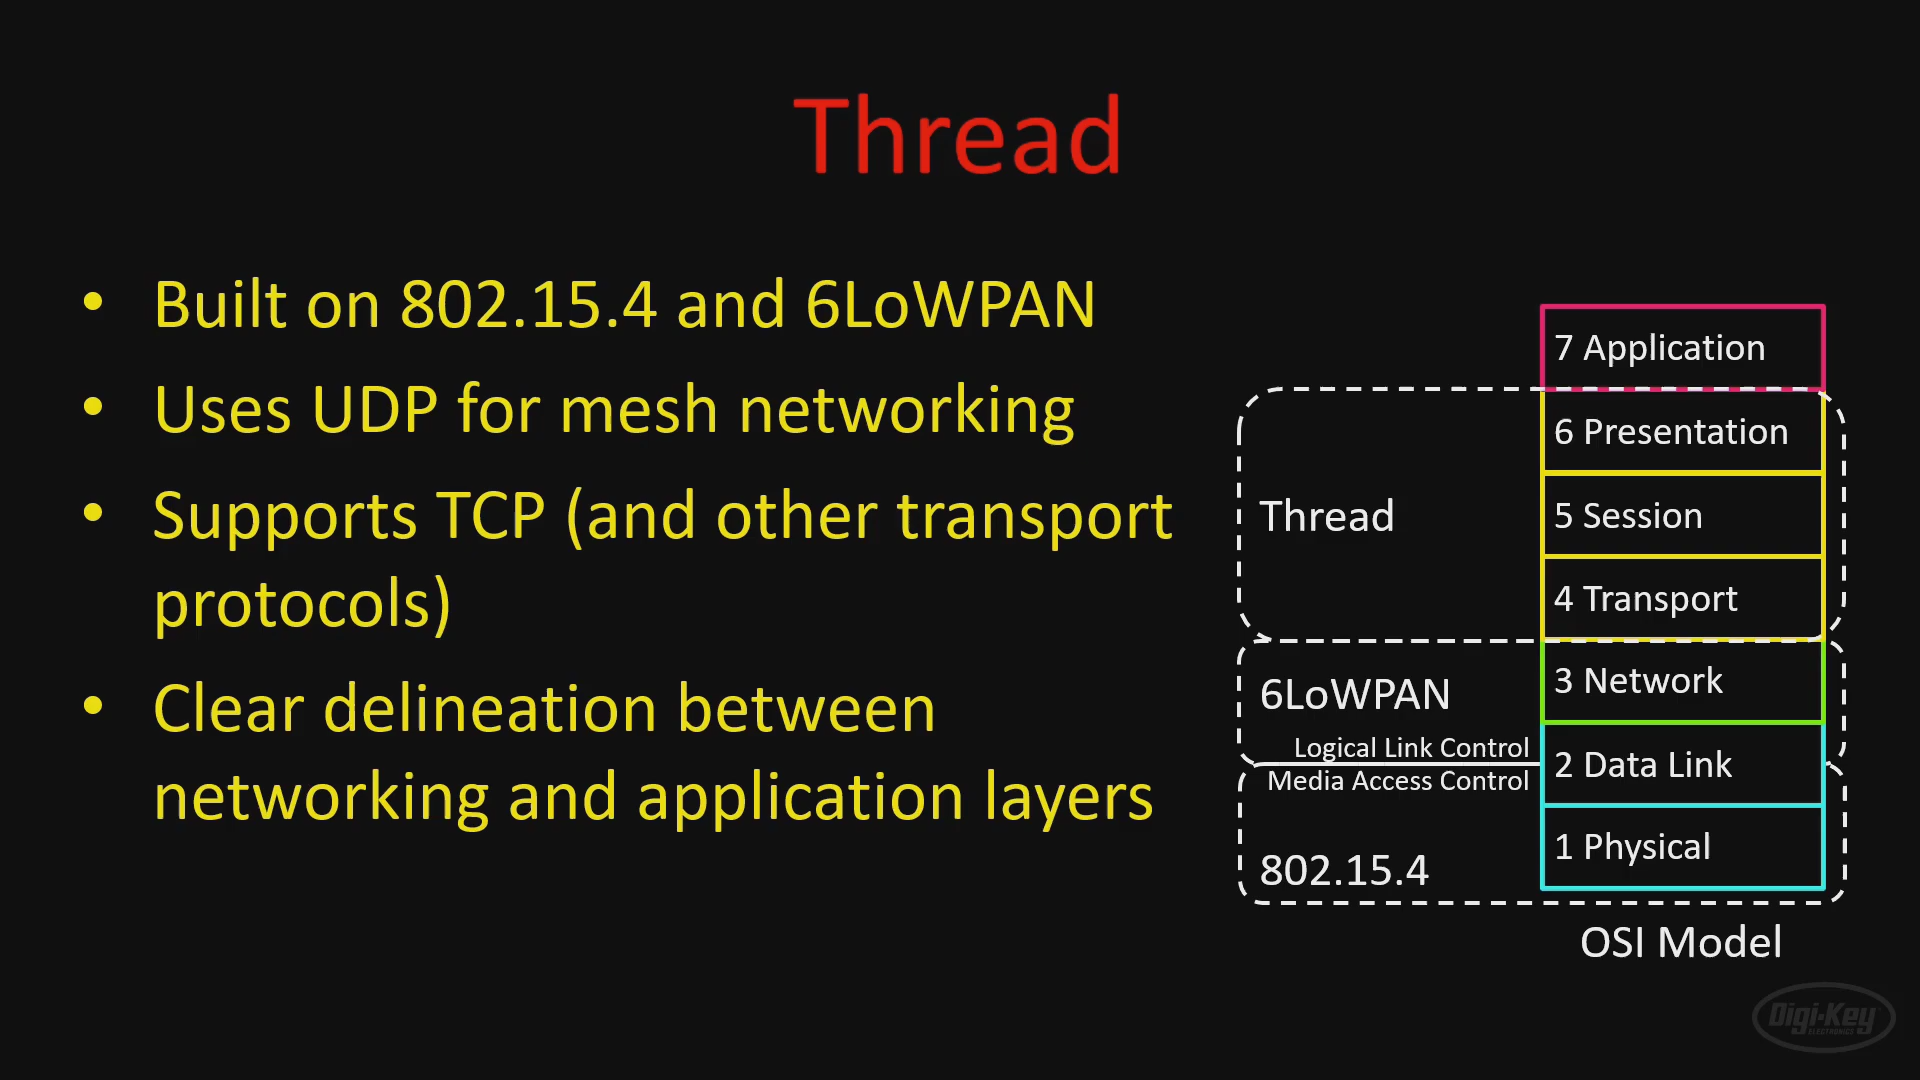 Thread
• Built on 802.15.4 and 6LoWPAN
• Uses UDP for mesh networking
• Supports TCP (and other transport
protocols)
• Clear delineation between
networking and application layers
7 Application
6 Presentation
Thread
5 Session
4 Transport
3 Network
6LoWPAN
Logical Link Control
2 Data Link
Media Access Control
1 Physical
802.15.4
OSI Model
Digi-Key
ELECTRONICS